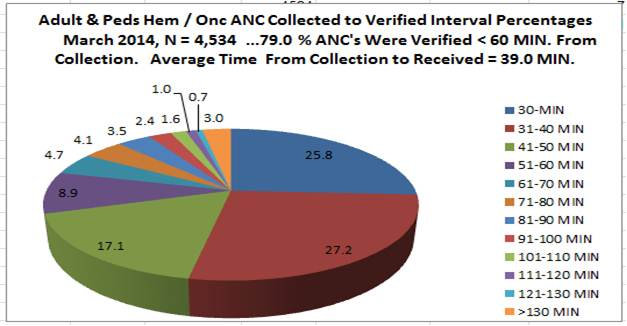 Adult & Peds Hem / Onc ANC Collected to Verified Interval Percentages
March 2014, N = 4,534 ...79.0 % ANC's Were Verified < 60 MIN. From
Collection. Average Time From Collection to Received = 39.0 MIN.
1.0
0.7
3.0
1.6
2.4
3.5
4.1
4.7
8.9
17.1
27.2
25.8
30-MIN
31-40 MIN
41-50 MIN
51-60 MIN
61-70 MIN
71-80 MIN
81-90 MIN
91-100 MIN
101-110 MIN
111-120 MIN
121-130 MIN
>130 MIN